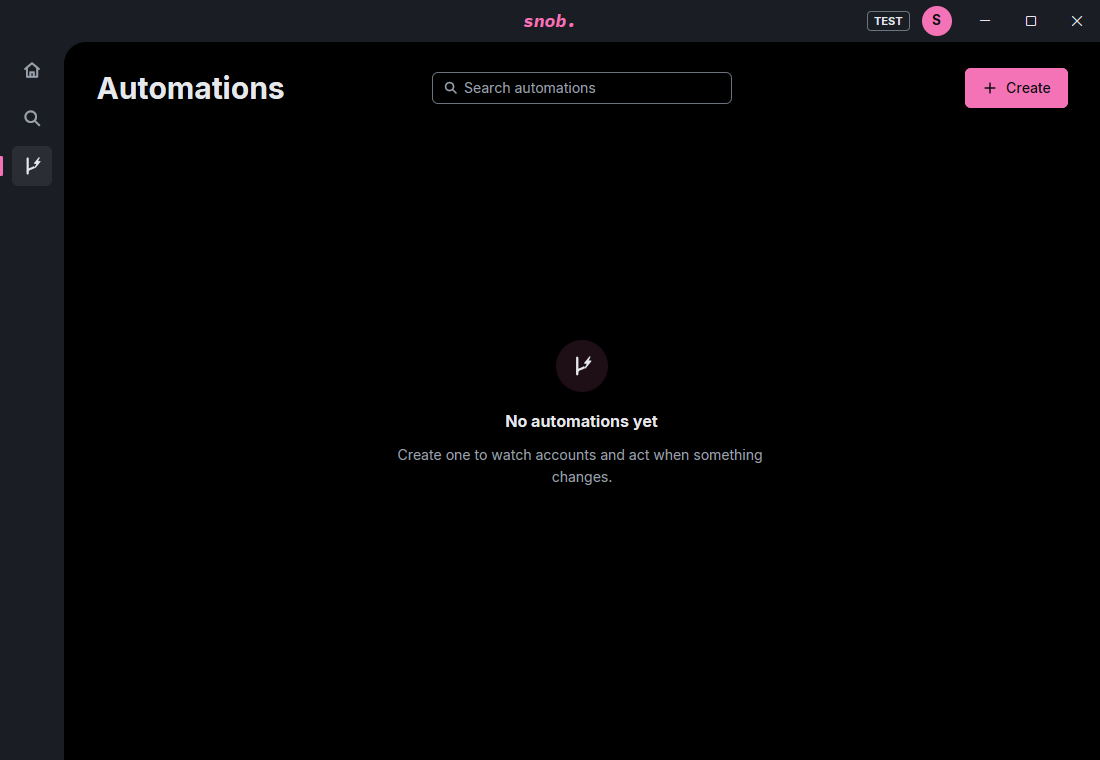 snob.
TEST
S
Automations
Search automations
Create
No automations yet
Create one to watch accounts and act when something
changes.